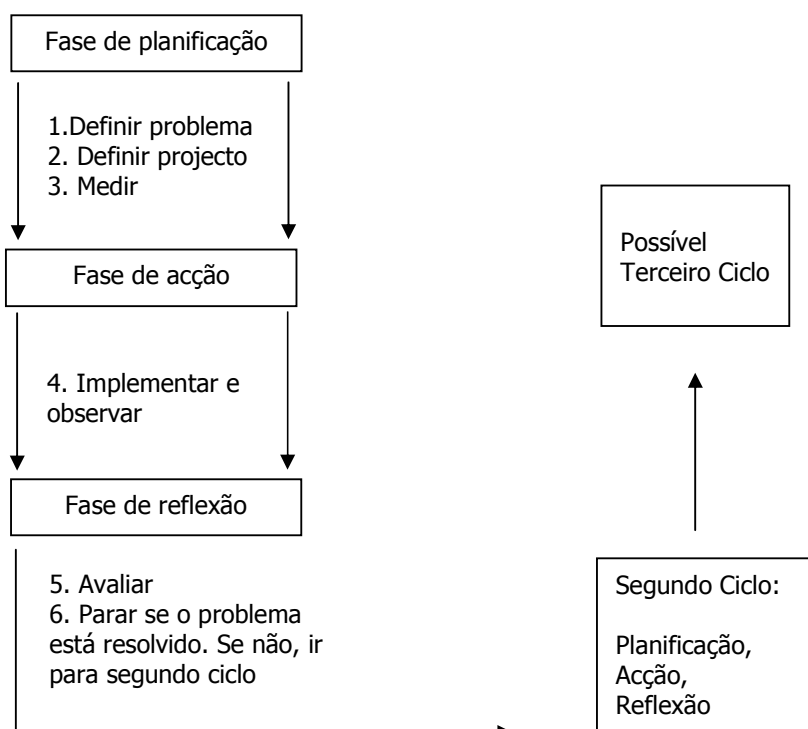 Fase de planificação
1.Definir problema
2. Definir projecto
3. Medir
Fase de acção
4. Implementar e
observar
Fase de reflexão
5. Avaliar
6. Parar se o problema
está resolvido. Se não, ir
para segundo ciclo
Possível
Terceiro Ciclo
Segundo Ciclo:
Planificação,
Acção,
Reflexão